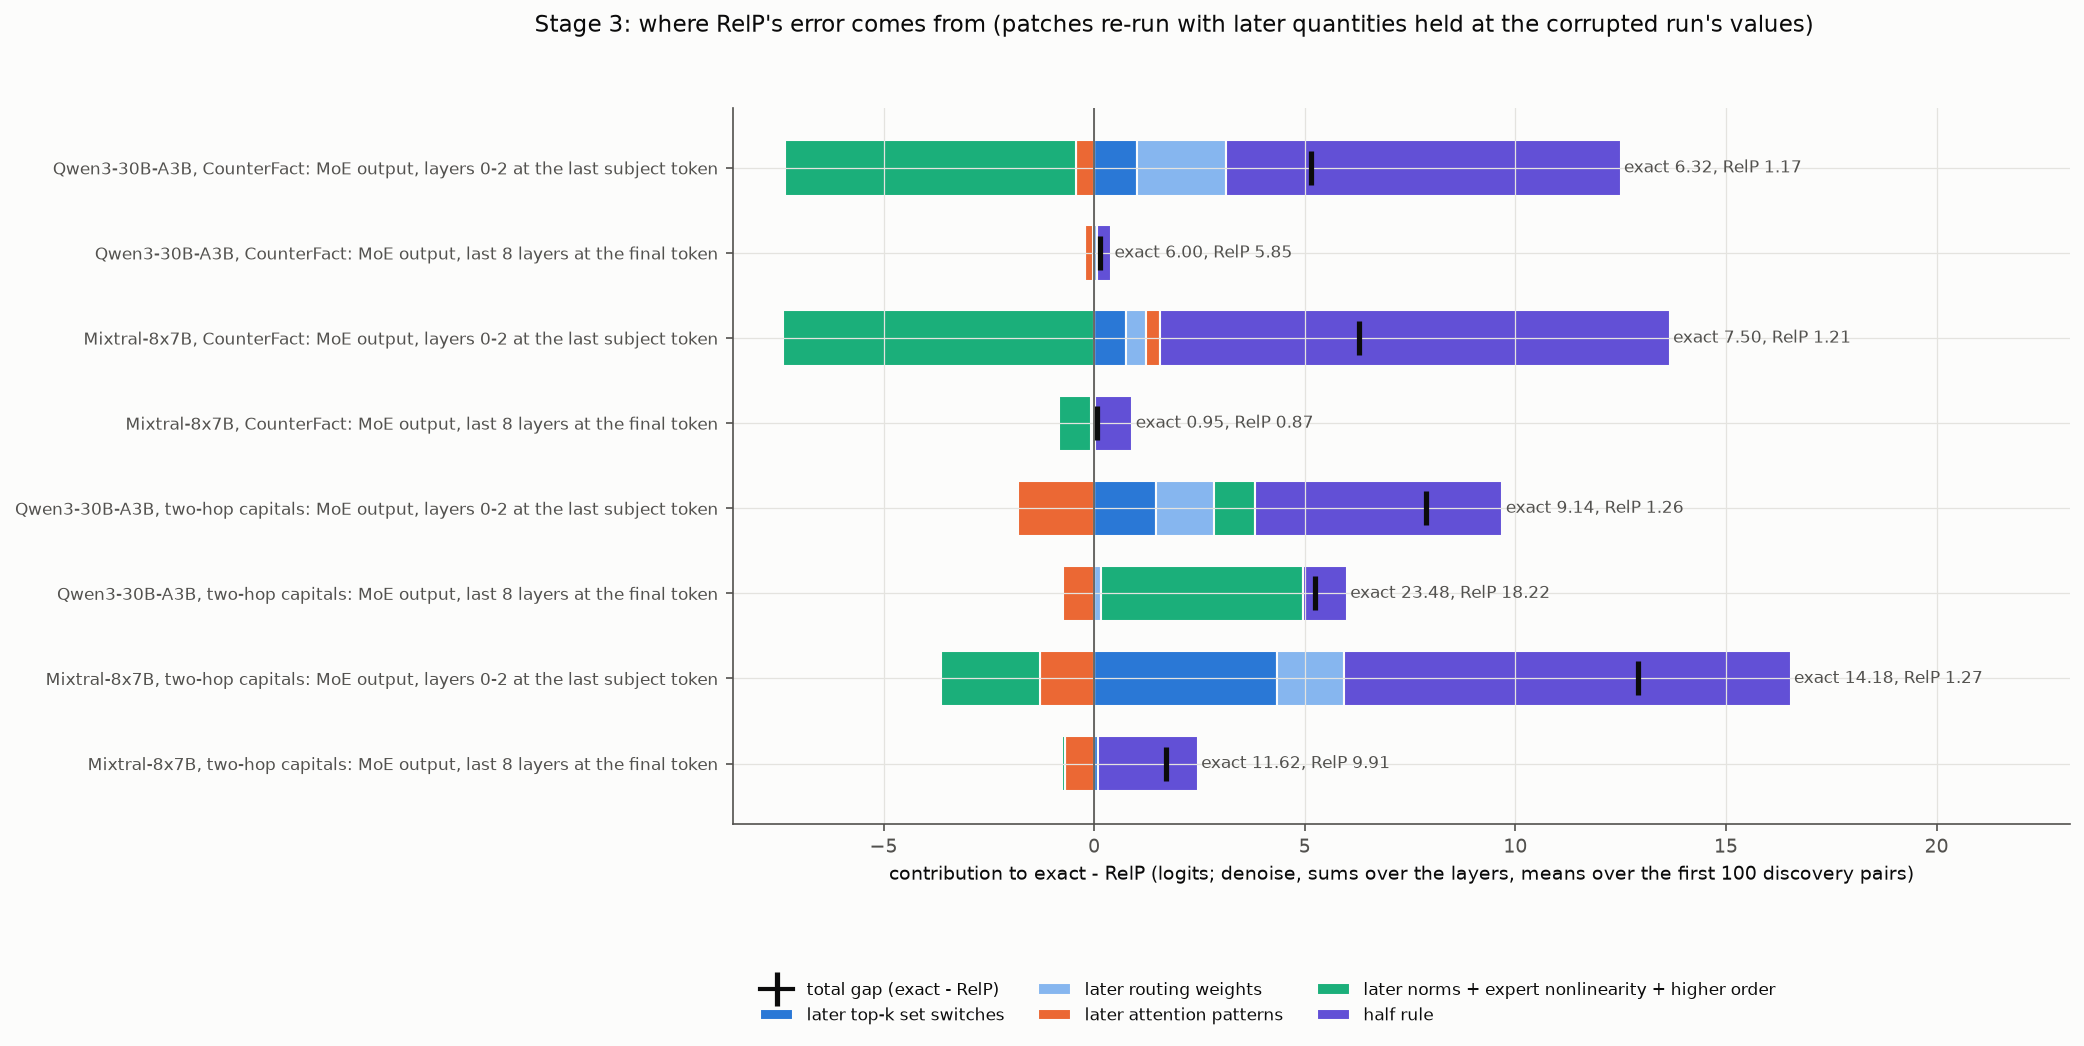 Stage 3: where RelP's error comes from (patches re-run with later quantities held at the corrupted run's values)
Qwen3-30B-A3B, CounterFact: MoE output, layers 0-2 at the last subject token
exact 6.32, RelP 1.17
Qwen3-30B-A3B, CounterFact: MoE output, last 8 layers at the final token
exact 6.00, RelP 5.85
Mixtral-8x7B, CounterFact: MoE output, layers 0-2 at the last subject token
exact 7.50, RelP 1.21
Mixtral-8x7B, CounterFact: MoE output, last 8 layers at the final token
exact 0.95, RelP 0.87
Qwen3-30B-A3B, two-hop capitals: MoE output, layers 0-2 at the last subject token
exact 9.14, RelP 1.26
Qwen3-30B-A3B, two-hop capitals: MoE output, last 8 layers at the final token
exact 23.48, RelP 18.22
Mixtral-8x7B, two-hop capitals: MoE output, layers 0-2 at the last subject token
exact 14.18, RelP 1.27
Mixtral-8x7B, two-hop capitals: MoE output, last 8 layers at the final token
exact 11.62, RelP 9.91
−5 0 5 10 15 20
contribution to exact - RelP (logits; denoise, sums over the layers, means over the first 100 discovery pairs)
total gap (exact - RelP)
later top-k set switches
later routing weights
later attention patterns
later norms + expert nonlinearity + higher order
half rule